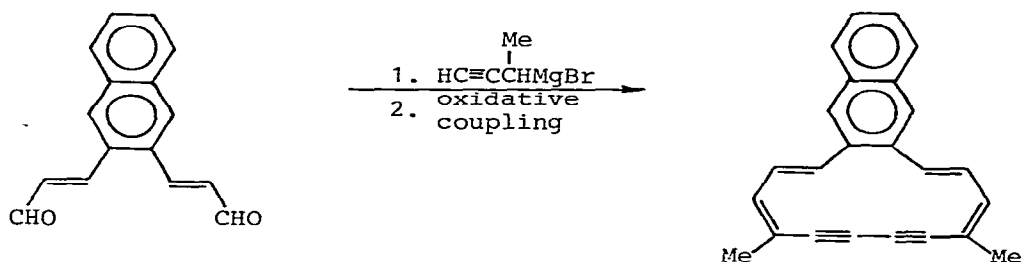 Me
1. HC≡CCHMgBr
2. oxidative
coupling
CHO CHO
Me Me